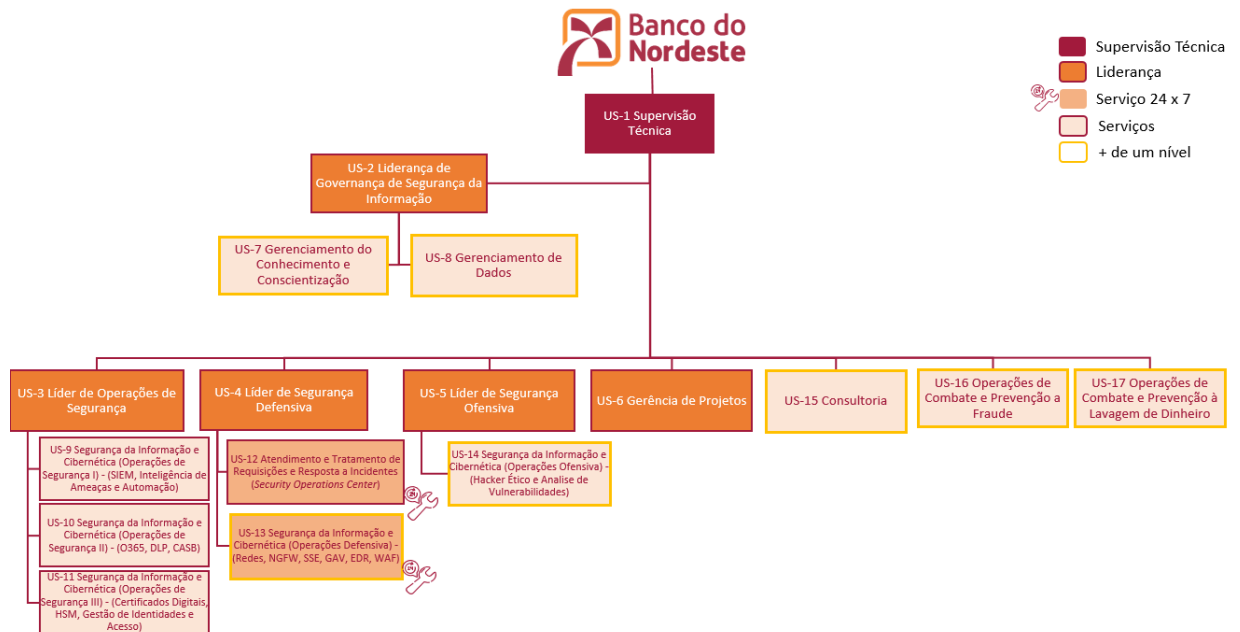 Banco do
Nordeste
Supervisão Técnica
Liderança
Serviço 24 x 7
Serviços
+ de um nível
US-1 Supervisão
Técnica
US-2 Liderança de
Governança de Segurança da
Informação
US-7 Gerenciamento do
Conhecimento e
Conscientização
US-8 Gerenciamento de
Dados
US-3 Líder de Operações de
Segurança
US-4 Líder de Segurança
Defensiva
US-5 Líder de Segurança
Ofensiva
US-6 Gerência de Projetos
US-15 Consultoria
US-16 Operações de
Combate e Prevenção a
Fraude
US-17 Operações de
Combate e Prevenção à
Lavagem de Dinheiro
US-9 Segurança da Informação e
Cibernética (Operações de
Segurança I) - (SIEM, Inteligência de
Ameaças e Automação)
US-10 Segurança da Informação e
Cibernética (Operações de
Segurança II) - (O365, DLP, CASB)
US-11 Segurança da Informação e
Cibernética (Operações de
Segurança III) - (Certificados Digitais,
HSM, Gestão de Identidades e
Acesso)
US-12 Atendimento e Tratamento de
Requisições e Resposta a Incidentes
(Security Operations Center)
US-13 Segurança da Informação e
Cibernética (Operações Defensiva) -
(Redes, NGFW, SSE, GAV, EDR, WAF)
US-14 Segurança da Informação e
Cibernética (Operações Ofensiva) -
(Hacker Ético e Analise de
Vulnerabilidades)